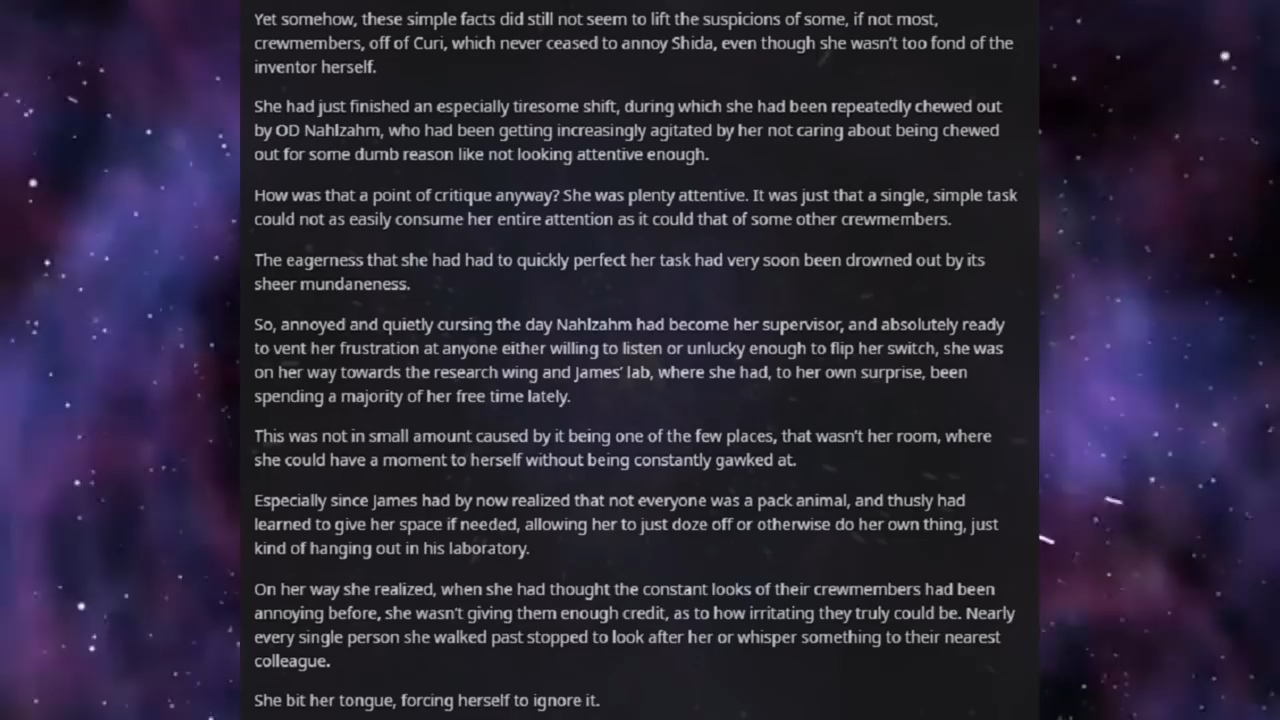 Yet somehow, these simple facts did still not seem to lift the suspicions of some, if not most,
crewmembers, off of Curi, which never ceased to annoy Shida, even though she wasn't too fond of the
inventor herself.
She had just finished an especially tiresome shift, during which she had been repeatedly chewed out
by OD Nahlzahm, who had been getting increasingly agitated by her not caring about being chewed
out for some dumb reason like not looking attentive enough.
How was that a point of critique anyway? She was plenty attentive. It was just that a single, simple task
could not as easily consume her entire attention as it could that of some other crewmembers.
The eagerness that she had had to quickly perfect her task had very soon been drowned out by its
sheer mundaneness.
So, annoyed and quietly cursing the day Nahlzahm had become her supervisor, and absolutely ready
to vent her frustration at anyone either willing to listen or unlucky enough to flip her switch, she was
on her way towards the research wing and James' lab, where she had, to her own surprise, been
spending a majority of her free time lately.
This was not in small amount caused by it being one of the few places, that wasn't her room, where
she could have a moment to herself without being constantly gawked at.
Especially since James had by now realized that not everyone was a pack animal, and thusly had
learned to give her space if needed, allowing her to just doze off or otherwise do her own thing, just
kind of hanging out in his laboratory.
On her way she realized, when she had thought the constant looks of their crewmembers had been
annoying before, she wasn't giving them enough credit, as to how irritating they truly could be. Nearly
every single person she walked past stopped to look after her or whisper something to their nearest
colleague.
She bit her tongue, forcing herself to ignore it.